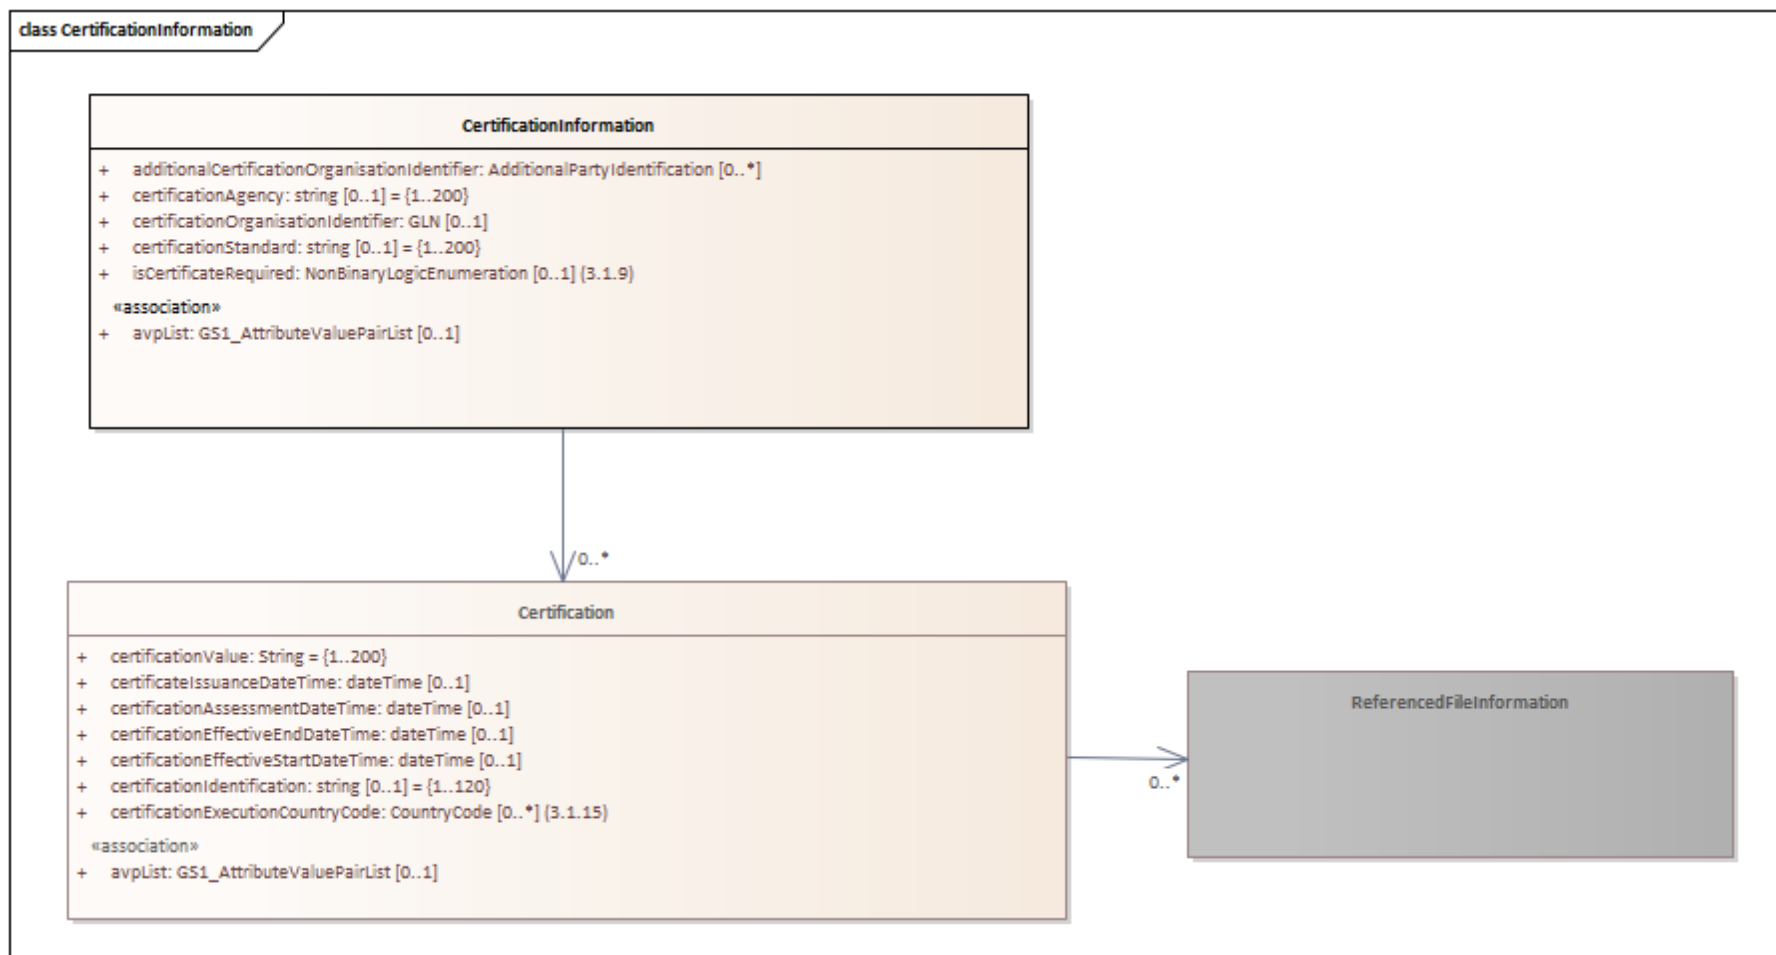 class CertificationInformation
CertificationInformation
+ additionalCertificationOrganisationIdentifier: AdditionalPartyIdentification [0..*]
+ certificationAgency: string [0..1] = {1..200}
+ certificationOrganisationIdentifier: GLN [0..1]
+ certificationStandard: string [0..1] = {1..200}
+ isCertificateRequired: NonBinaryLogicEnumeration [0..1] (3.1.9)
«association»
+ avpList: GS1_AttributeValuePairList [0..1]
0..*
Certification
+ certificationValue: String = {1..200}
+ certificateIssuanceDateTime: dateTime [0..1]
+ certificationAssessmentDateTime: dateTime [0..1]
+ certificationEffectiveEndDateTime: dateTime [0..1]
+ certificationEffectiveStartDateTime: dateTime [0..1]
+ certificationIdentification: string [0..1] = {1..120}
+ certificationExecutionCountryCode: CountryCode [0..*] (3.1.15)
«association»
+ avpList: GS1_AttributeValuePairList [0..1]
0..*
ReferencedFileInformation